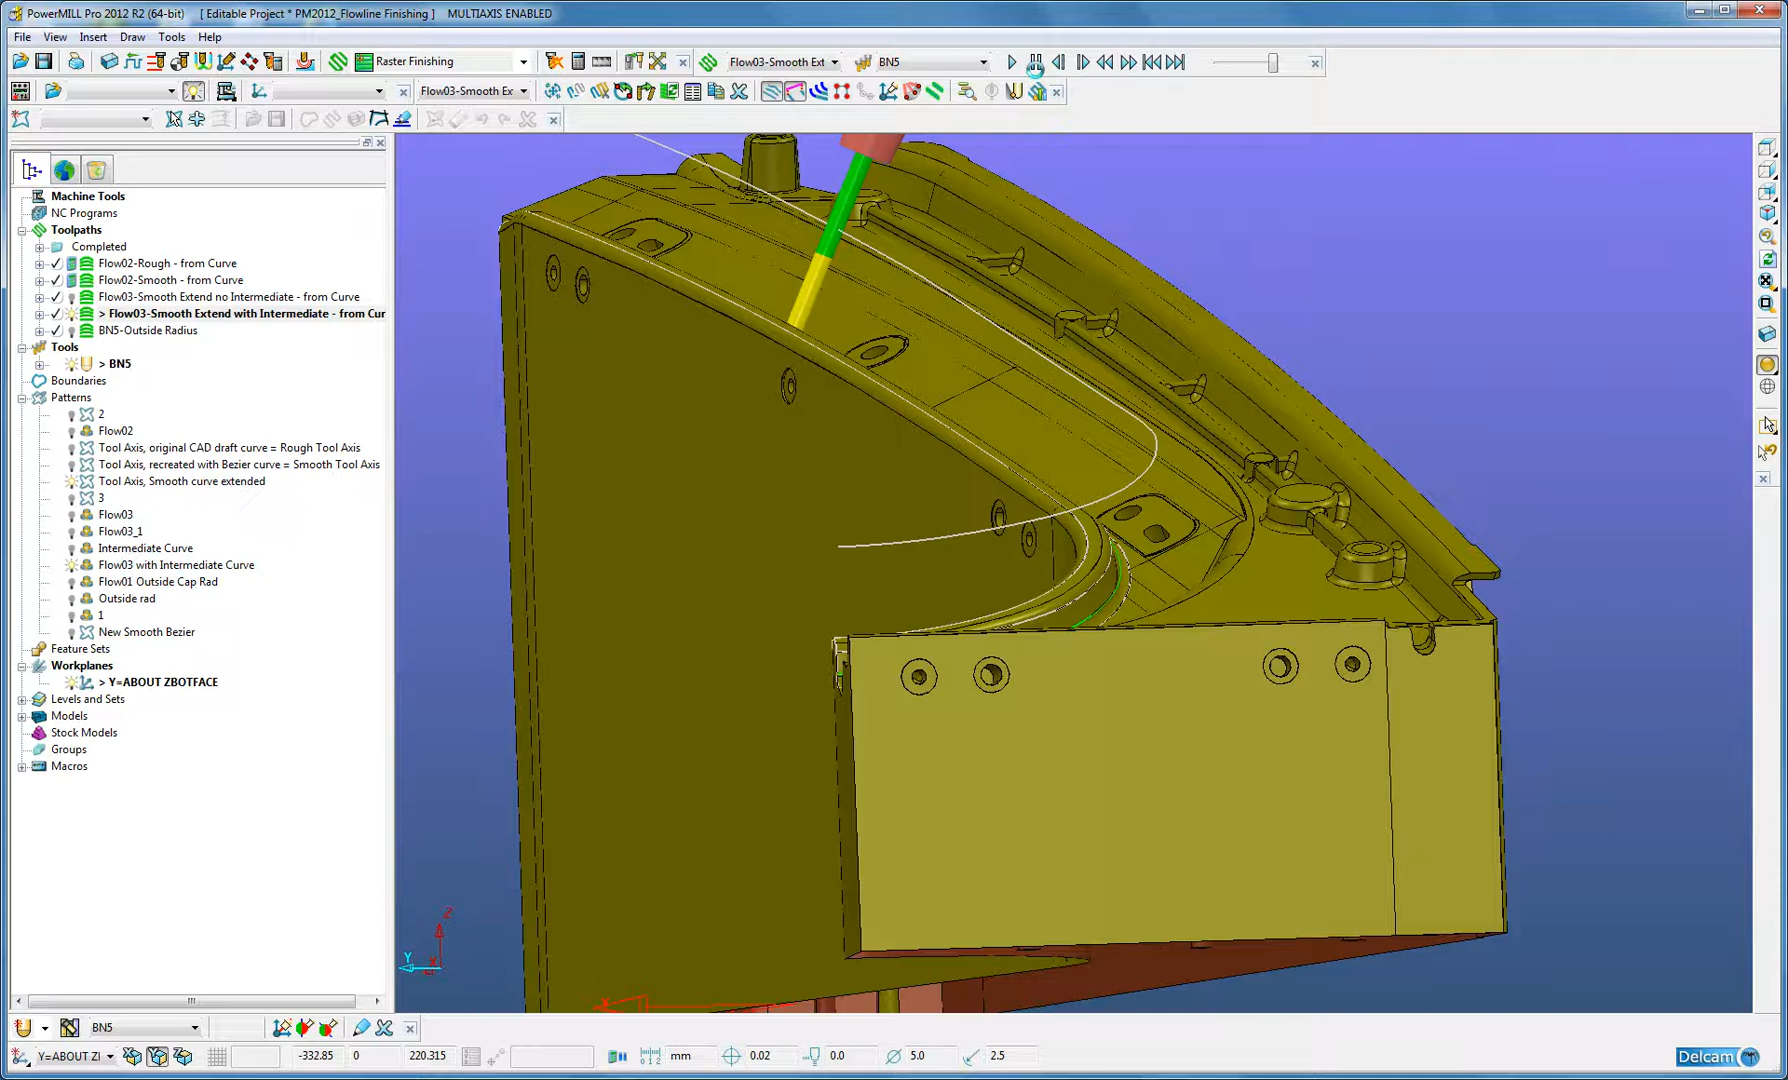 PowerMILL Pro 2012 R2 (64-bit) [ Editable Project * PM2012_Flowline Finishing ] MULTIAXIS ENABLED
File View Insert Draw Tools Help
Raster Finishing Flow03-Smooth Ext BN5
Flow03-Smooth Ex
Machine Tools
NC Programs
Toolpaths
Completed
Flow02-Rough - from Curve
Flow02-Smooth - from Curve
Flow03-Smooth Extend no Intermediate - from Curve
> Flow03-Smooth Extend with Intermediate - from Cur
BN5-Outside Radius
Tools
> BN5
Boundaries
Patterns
2
Flow02
Tool Axis, original CAD draft curve = Rough Tool Axis
Tool Axis, recreated with Bezier curve = Smooth Tool Axis
Tool Axis, Smooth curve extended
3
Flow03
Flow03_1
Intermediate Curve
Flow03 with Intermediate Curve
Flow01 Outside Cap Rad
Outside rad
1
New Smooth Bezier
Feature Sets
Workplanes
> Y=ABOUT ZBOTFACE
Levels and Sets
Models
Stock Models
Groups
Macros
Z
Y
X
BN5
Y=ABOUT ZI -332.85 0 220.315 mm 0.02 0.0 5.0 2.5 Delcam